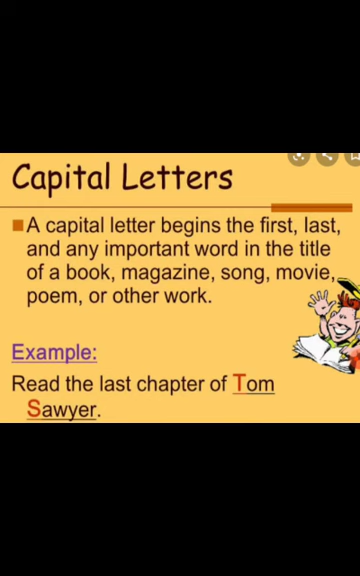 Capital Letters
A capital letter begins the first, last,
and any important word in the title
of a book, magazine, song, movie,
poem, or other work.
Example:
Read the last chapter of Tom
Sawyer.